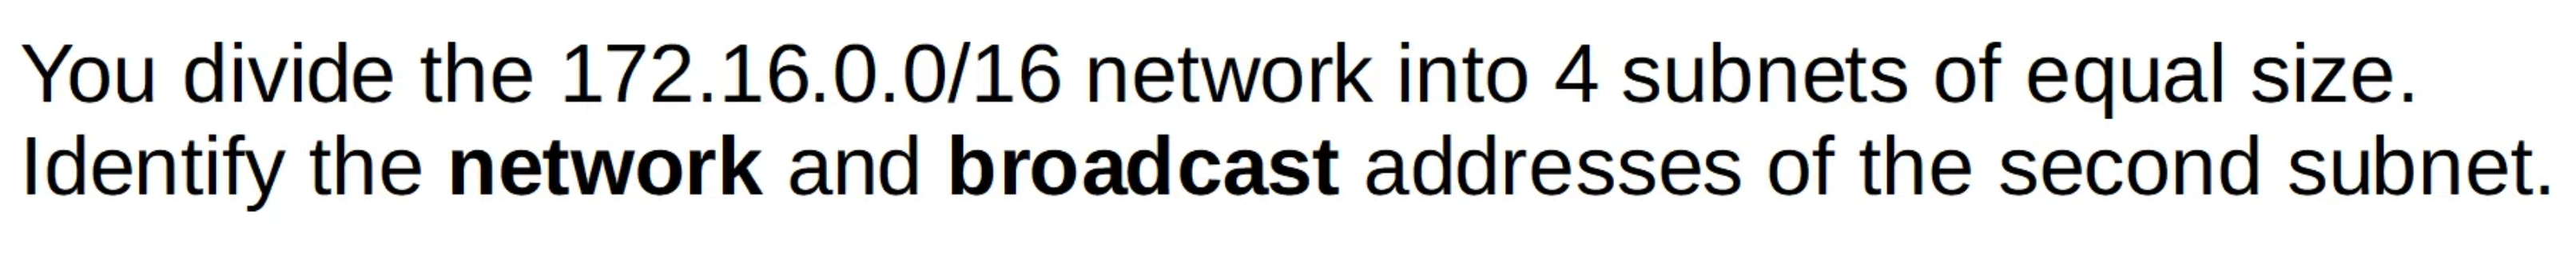 You divide the 172.16.0.0/16 network into 4 subnets of equal size.
Identify the network and broadcast addresses of the second subnet.